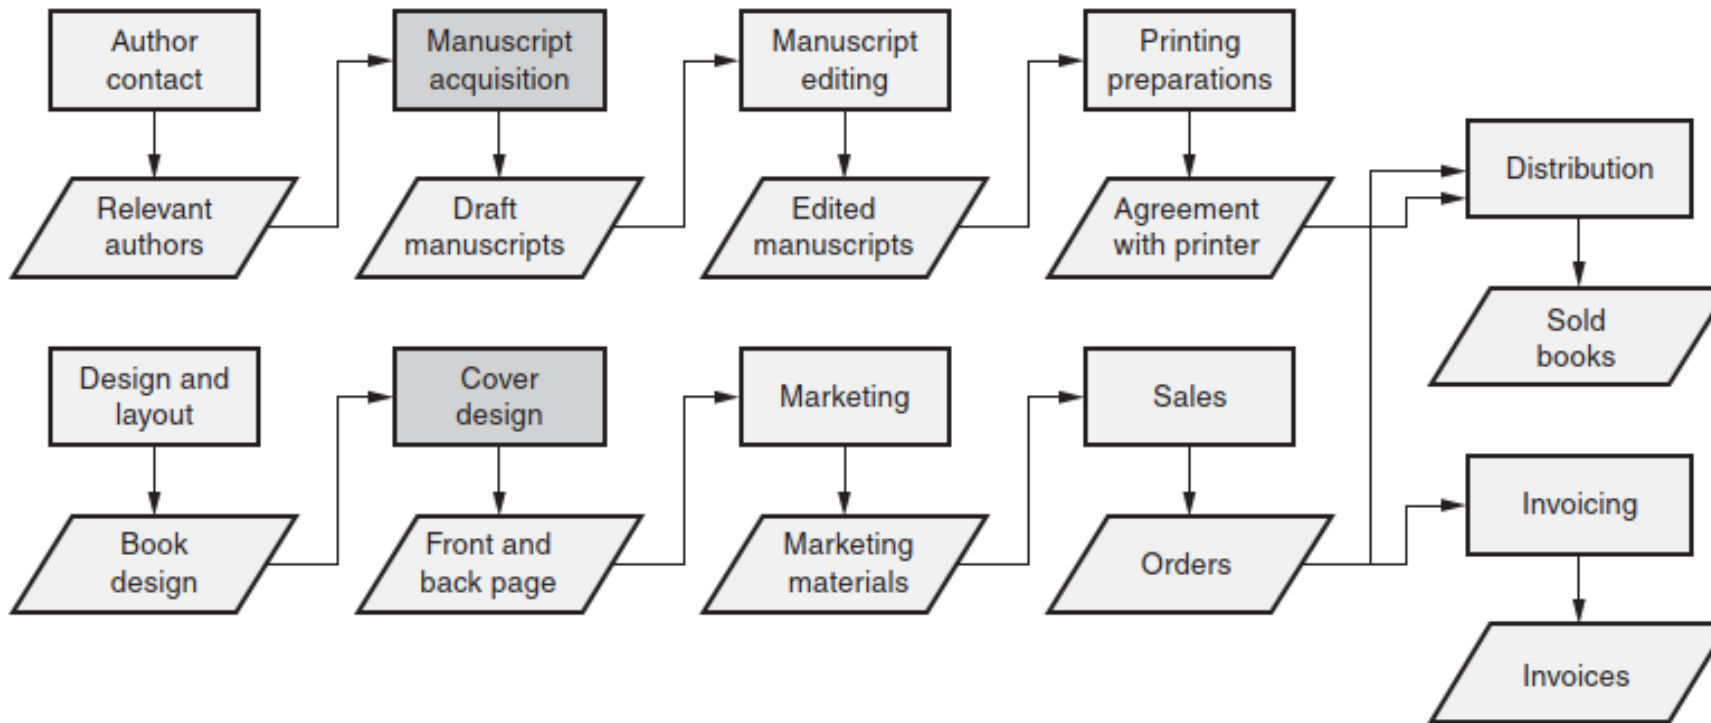 Author
contact
Manuscript
acquisition
Manuscript
editing
Printing
preparations
Distribution
Relevant
authors
Draft
manuscripts
Edited
manuscripts
Agreement
with printer
Sold
books
Design and
layout
Cover
design
Marketing
Sales
Invoicing
Book
design
Front and
back page
Marketing
materials
Orders
Invoices